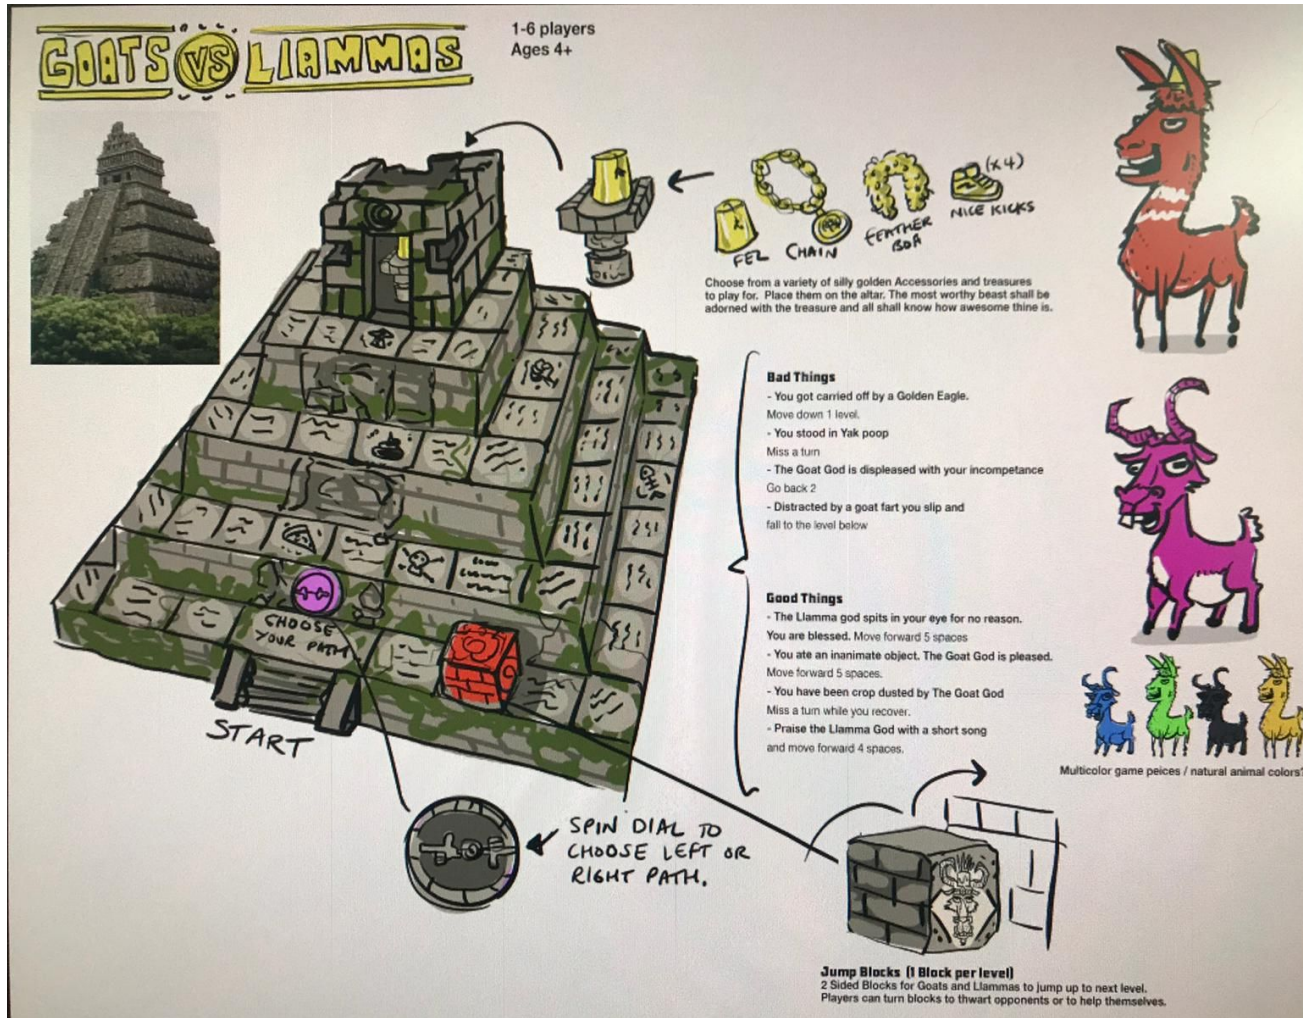 GOATS VS LLAMMAS
1-6 players
Ages 4+
(x4)
FEZ
CHAIN
FEATHER
BOA
NICE KICKS
Choose from a variety of silly golden Accessories and treasures
to play for. Place them on the altar. The most worthy beast shall be
adorned with the treasure and all shall know how awesome thine is.
Bad Things
- You got carried off by a Golden Eagle.
Move down 1 level.
- You stood in Yak poop
Miss a turn
- The Goat God is displeased with your incompetance
Go back 2
- Distracted by a goat fart you slip and
fall to the level below
Good Things
- The Llamma god spits in your eye for no reason.
You are blessed. Move forward 5 spaces
- You ate an inanimate object. The Goat God is pleased.
Move forward 5 spaces.
- You have been crop dusted by The Goat God
Miss a turn while you recover.
- Praise the Llamma God with a short song
and move forward 4 spaces.
CHOOSE
YOUR PATH
START
Multicolor game peices / natural animal colors?
SPIN DIAL TO
CHOOSE LEFT OR
RIGHT PATH.
Jump Blocks (1 Block per level)
2 Sided Blocks for Goats and Llammas to jump up to next level.
Players can turn blocks to thwart opponents or to help themselves.